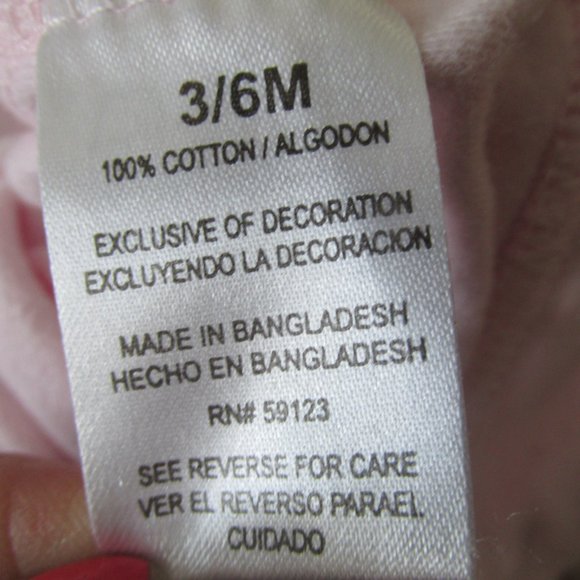 3/6M
100% COTTON / ALGODON
EXCLUSIVE OF DECORATION
EXCLUYENDO LA DECORACION
MADE IN BANGLADESH
HECHO EN BANGLADESH
RN# 59123
SEE REVERSE FOR CARE
VER EL REVERSO PARAEL
CUIDADO